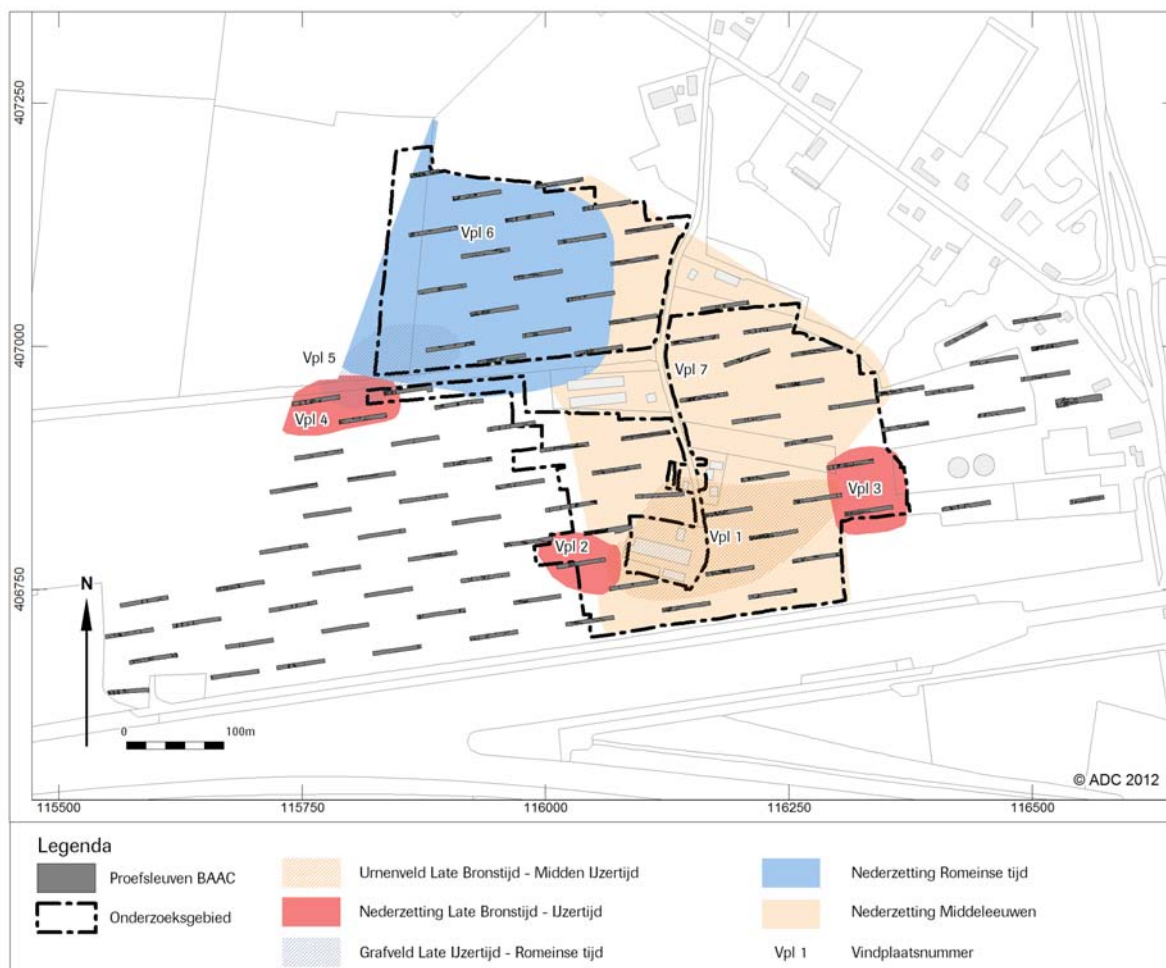 407250
407000
406750
Vpl 6
Vpl 5
Vpl 7
Vpl 4
Vpl 3
Vpl 2
Vpl 1
N
0 100m
© ADC 2012
115500 115750 116000 116250 116500
Legenda
Proefsleuven BAAC
Onderzoeksgebied
Urnenveld Late Bronstijd - Midden IJzertijd
Nederzetting Late Bronstijd - IJzertijd
Grafveld Late IJzertijd - Romeinse tijd
Nederzetting Romeinse tijd
Nederzetting Middeleeuwen
Vpl 1 Vindplaatsnummer